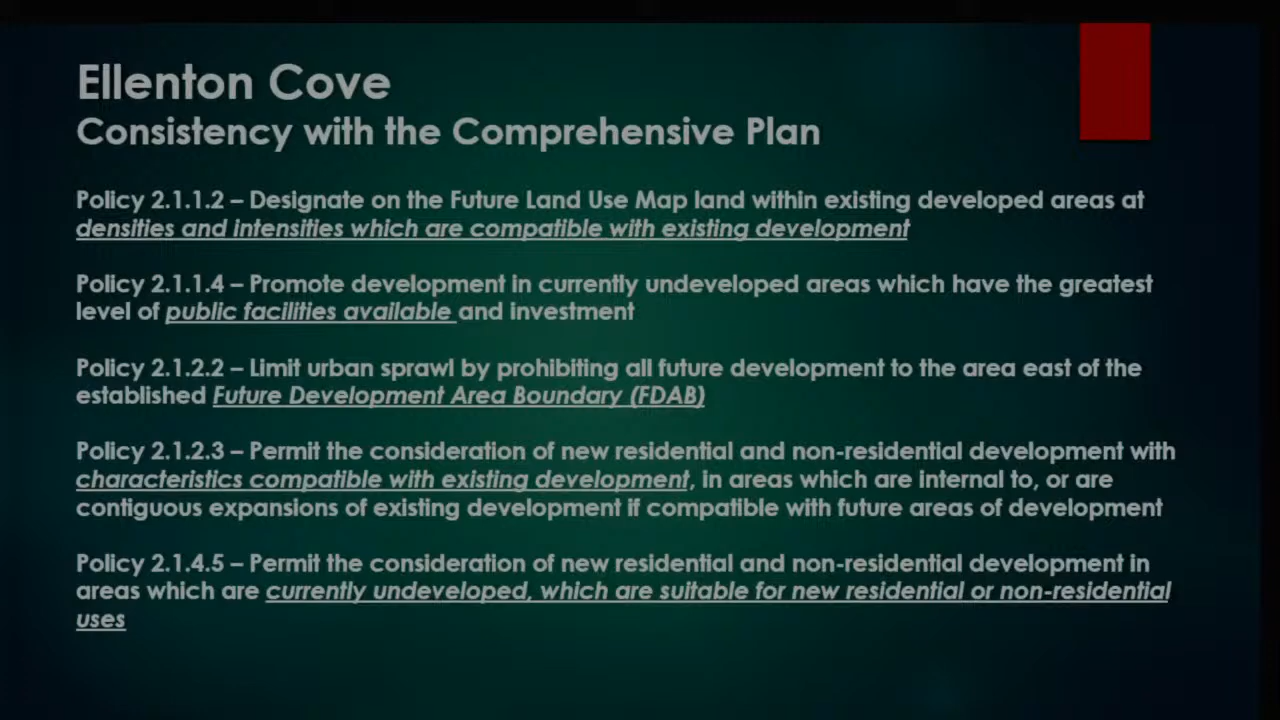 Ellenton Cove
Consistency with the Comprehensive Plan
Policy 2.1.1.2 – Designate on the Future Land Use Map land within existing developed areas at
densities and intensities which are compatible with existing development
Policy 2.1.1.4 – Promote development in currently undeveloped areas which have the greatest
level of public facilities available and investment
Policy 2.1.2.2 – Limit urban sprawl by prohibiting all future development to the area east of the
established Future Development Area Boundary (FDAB)
Policy 2.1.2.3 – Permit the consideration of new residential and non-residential development with
characteristics compatible with existing development, in areas which are internal to, or are
contiguous expansions of existing development if compatible with future areas of development
Policy 2.1.4.5 – Permit the consideration of new residential and non-residential development in
areas which are currently undeveloped, which are suitable for new residential or non-residential
uses